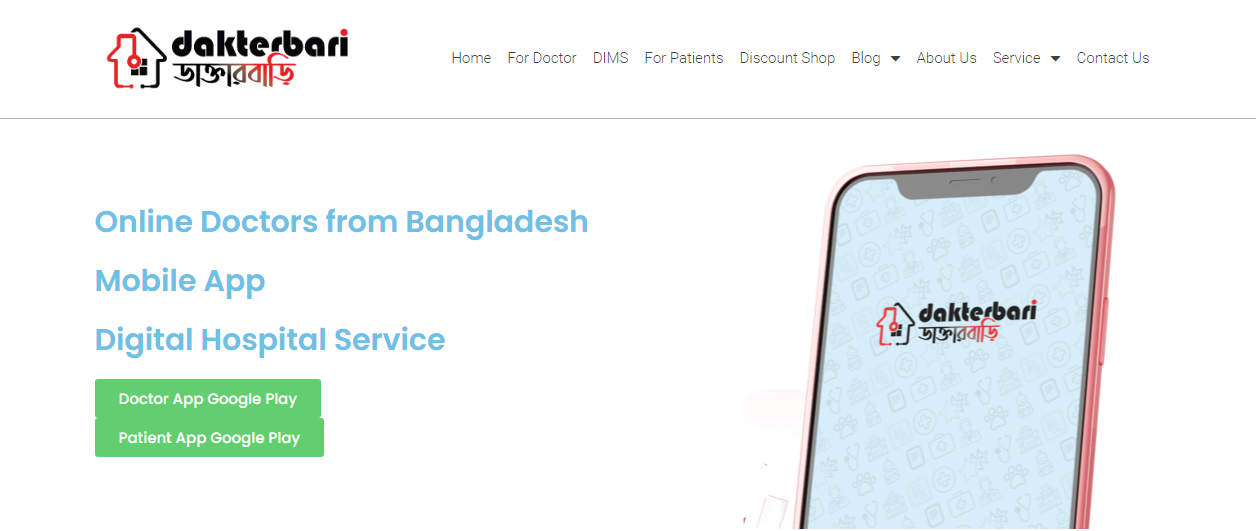 dakterbari
ডাক্তারবাড়ি
Home For Doctor DIMS For Patients Discount Shop Blog About Us Service Contact Us
Online Doctors from Bangladesh
Mobile App
Digital Hospital Service
Doctor App Google Play
Patient App Google Play
dakterbari
ডাক্তারবাড়ি